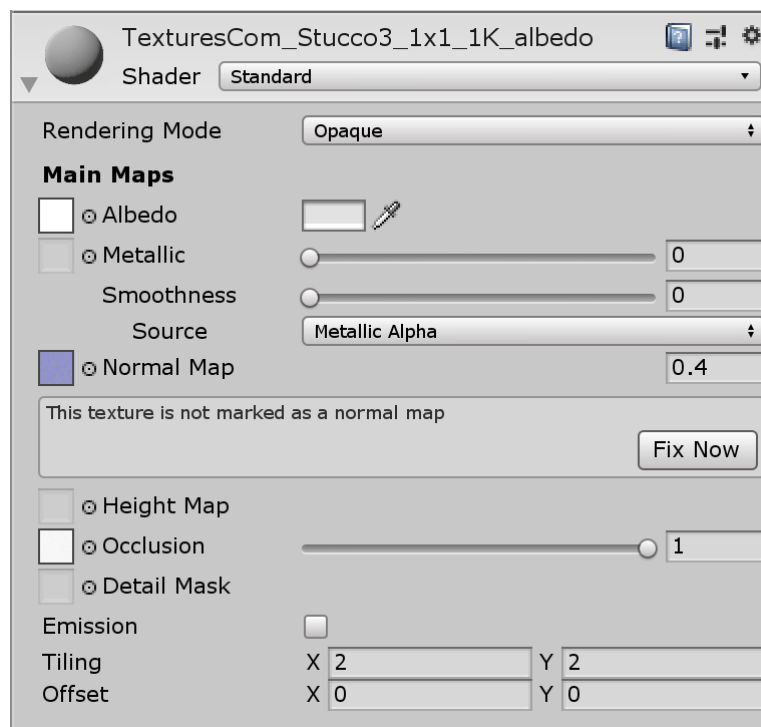 TexturesCom_Stucco3_1x1_1K_albedo
Shader Standard
Rendering Mode Opaque
Main Maps
Albedo
Metallic 0
Smoothness 0
Source Metallic Alpha
Normal Map 0.4
This texture is not marked as a normal map
Fix Now
Height Map
Occlusion 1
Detail Mask
Emission
Tiling X 2 Y 2
Offset X 0 Y 0